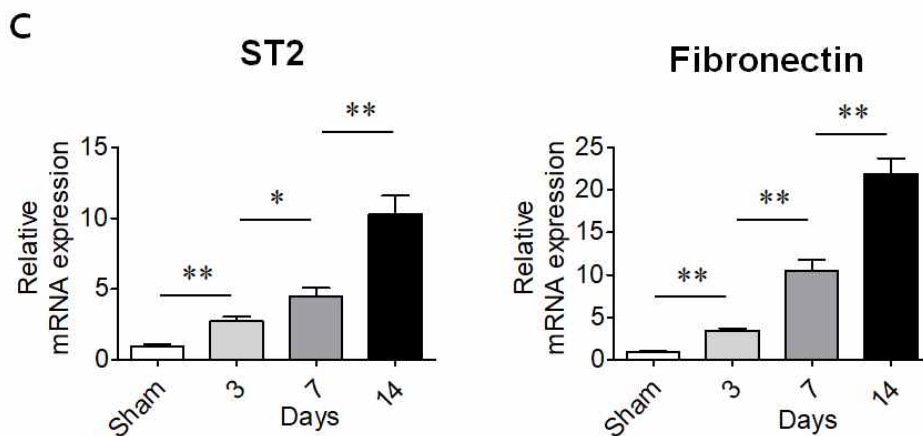 C
ST2
Relative
mRNA expression
15
10
5
0
**
*
**
Sham
3
7
14
Days
Fibronectin
Relative
mRNA expression
25
20
15
10
5
0
**
**
**
Sham
3
7
14
Days